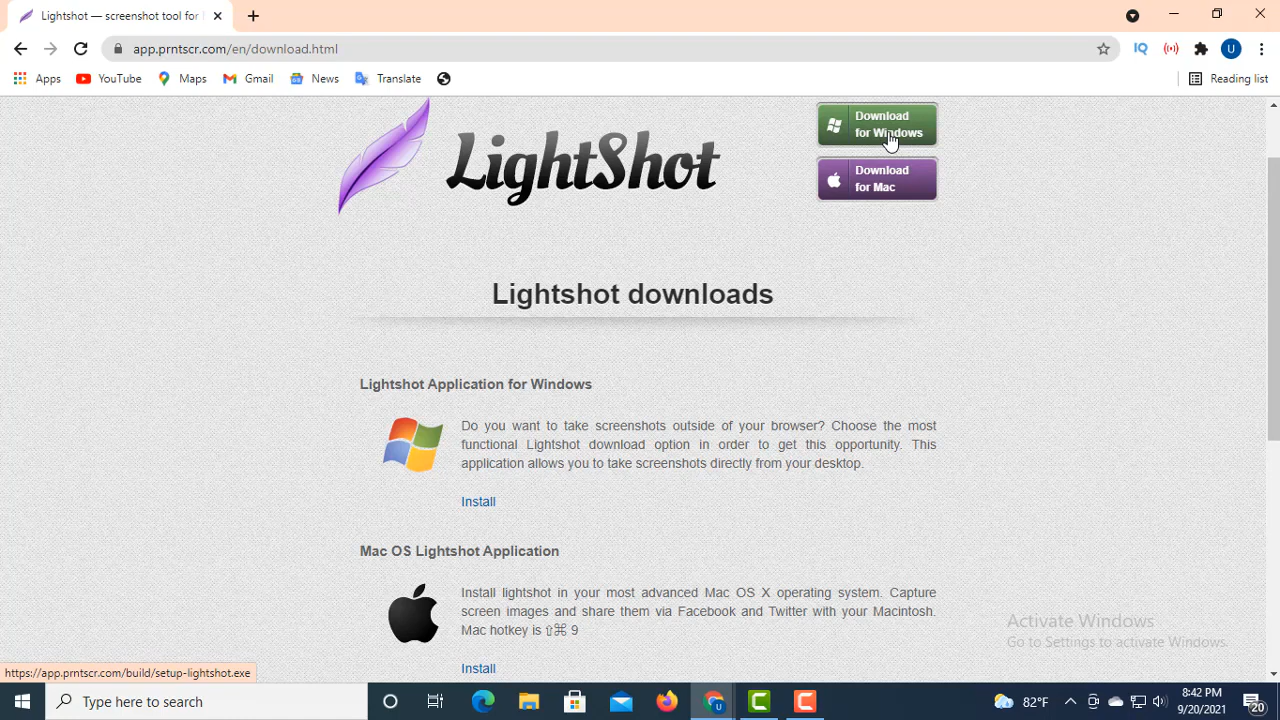 Lightshot — screenshot tool for
app.prntscr.com/en/download.html
U
Apps
YouTube
Maps
Gmail
News
Translate
Reading list
LightShot
Download
for Windows
Download
for Mac
Lightshot downloads
Lightshot Application for Windows
Do you want to take screenshots outside of your browser? Choose the most
functional Lightshot download option in order to get this opportunity. This
application allows you to take screenshots directly from your desktop.
Install
Mac OS Lightshot Application
Install lightshot in your most advanced Mac OS X operating system. Capture
screen images and share them via Facebook and Twitter with your Macintosh.
Mac hotkey is ⇧⌘ 9
Install
Activate Windows
Go to Settings to activate Windows.
https://app.prntscr.com/build/setup-lightshot.exe
Type here to search
82°F
8:42 PM
9/20/2021
20